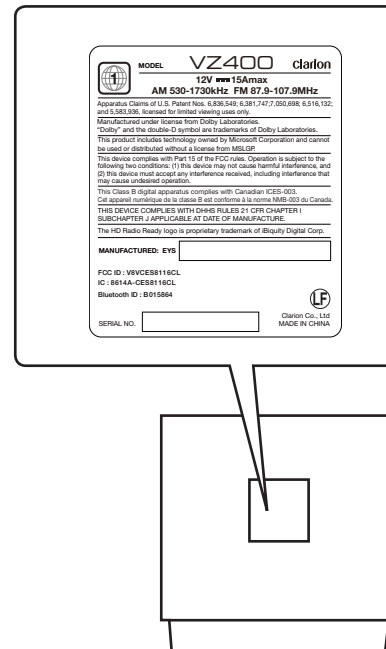 1
MODEL VZ400 clarion
12V 15Amax
AM 530-1730kHz FM 87.9-107.9MHz
Apparatus Claims of U.S. Patent Nos. 6,836,549; 6,381,747;7,050,698; 6,516,132;
and 5,583,936, licensed for limited viewing uses only.
Manufactured under license from Dolby Laboratories.
"Dolby" and the double-D symbol are trademarks of Dolby Laboratories.
This product includes technology owned by Microsoft Corporation and cannot
be used or distributed without a license from MSLGP.
This device complies with Part 15 of the FCC rules. Operation is subject to the
following two conditions: (1) this device may not cause harmful interference, and
(2) this device must accept any interference received, including interference that
may cause undesired operation.
This Class B digital apparatus complies with Canadian ICES-003.
Cet appareil numérique de la classe B est conforme à la norme NMB-003 du Canada.
THIS DEVICE COMPLIES WITH DHHS RULES 21 CFR CHAPTER I
SUBCHAPTER J APPLICABLE AT DATE OF MANUFACTURE.
The HD Radio Ready logo is proprietary trademark of iBiquity Digital Corp.
MANUFACTURED: EYS
FCC ID : V8VCES8116CL
IC : 8614A-CES8116CL
Bluetooth ID : B015864
LF
Clarion Co., Ltd
SERIAL NO. MADE IN CHINA